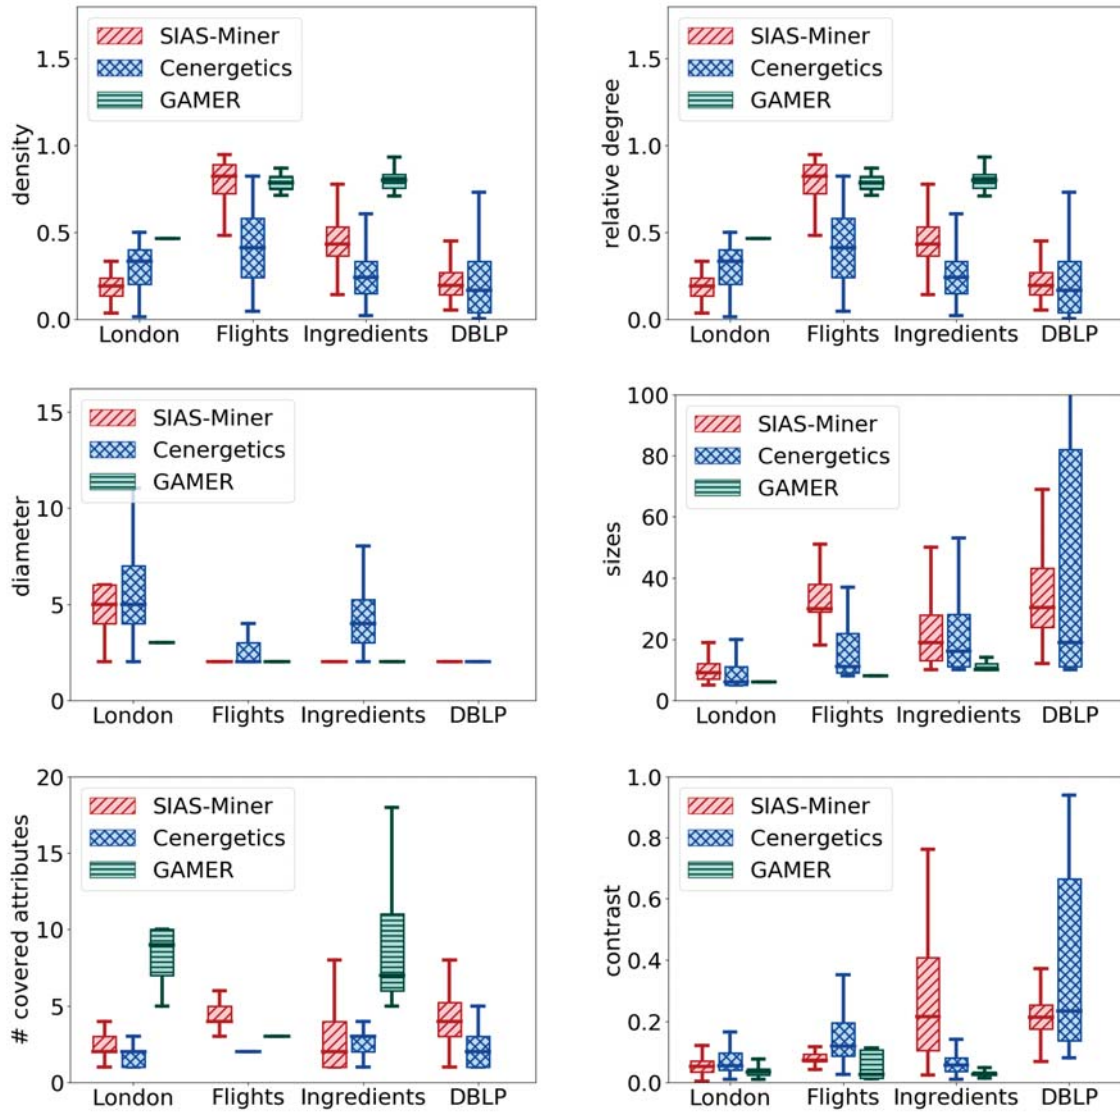 density
1.5
1.0
0.5
0.0
SIAS-Miner
Cenergetics
GAMER
London Flights Ingredients DBLP
relative degree
1.5
1.0
0.5
0.0
SIAS-Miner
Cenergetics
GAMER
London Flights Ingredients DBLP
diameter
15
10
5
0
SIAS-Miner
Cenergetics
GAMER
London Flights Ingredients DBLP
sizes
100
80
60
40
20
0
SIAS-Miner
Cenergetics
GAMER
London Flights Ingredients DBLP
# covered attributes
20
15
10
5
0
SIAS-Miner
Cenergetics
GAMER
London Flights Ingredients DBLP
contrast
1.0
0.8
0.6
0.4
0.2
0.0
SIAS-Miner
Cenergetics
GAMER
London Flights Ingredients DBLP